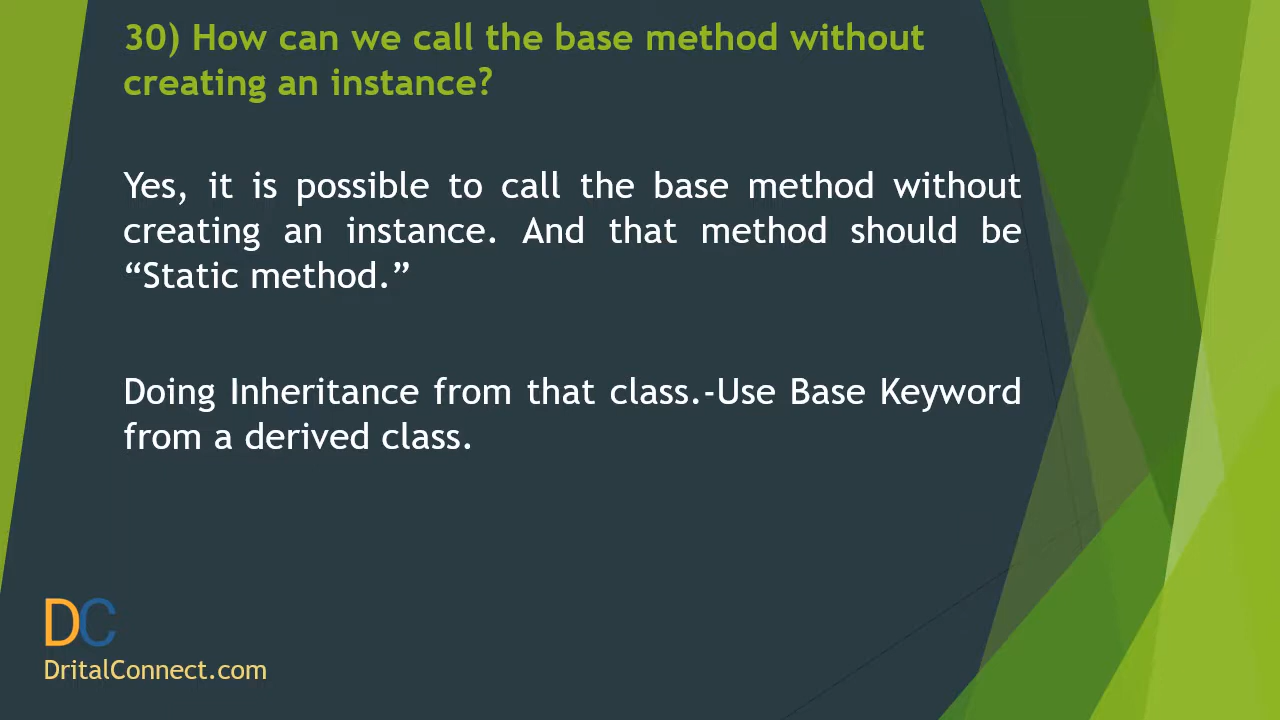 30) How can we call the base method without
creating an instance?
Yes, it is possible to call the base method without
creating an instance. And that method should be
“Static method.”
Doing Inheritance from that class.-Use Base Keyword
from a derived class.
DC
DritalConnect.com